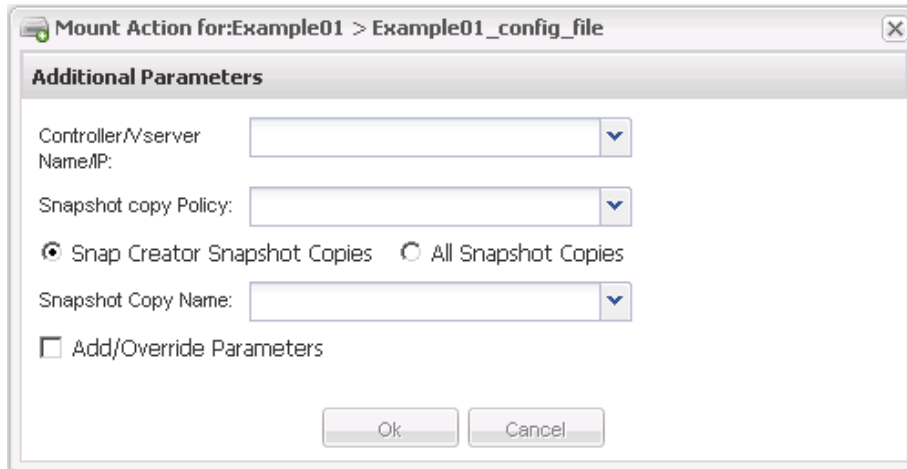 Mount Action for:Example01 > Example01_config_file
Additional Parameters
Controller/Vserver
Name/IP:
Snapshot copy Policy:
Snap Creator Snapshot Copies All Snapshot Copies
Snapshot Copy Name:
Add/Override Parameters
Ok Cancel